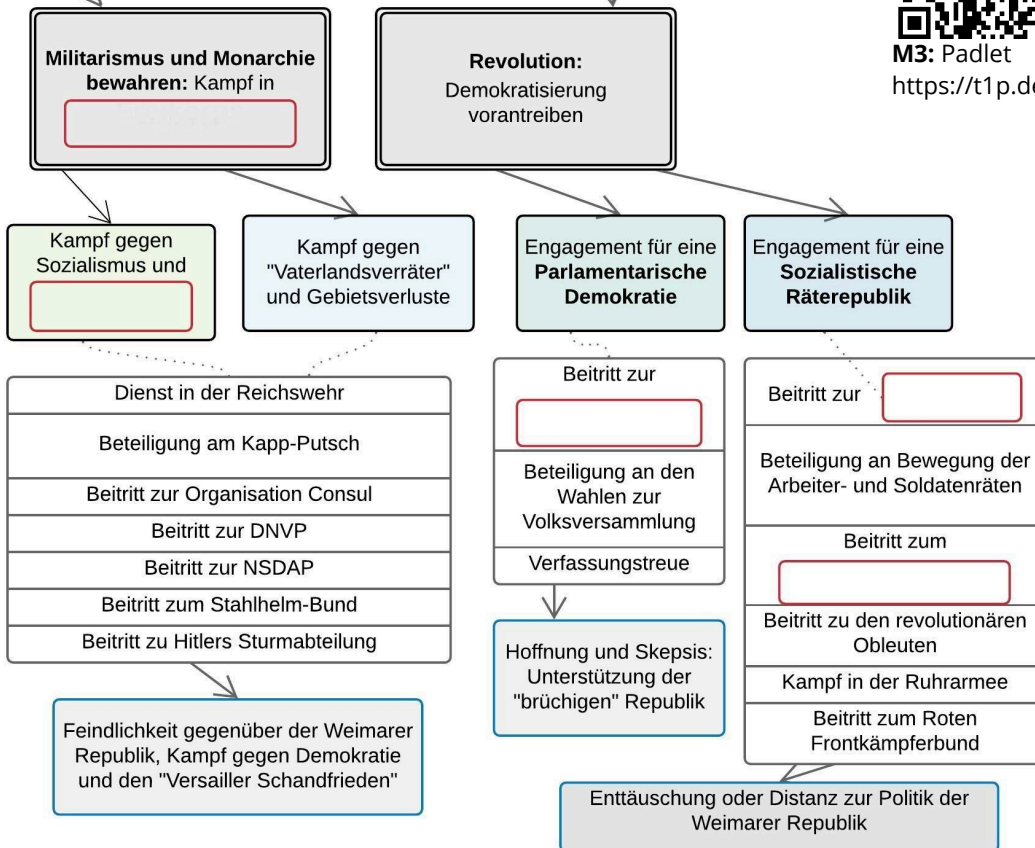 M3: Padlet
https://t1p.de
Militarismus und Monarchie
bewahren: Kampf in
Revolution:
Demokratisierung
vorantreiben
Kampf gegen
Sozialismus und
Kampf gegen
"Vaterlandsverräter"
und Gebietsverluste
Engagement für eine
Parlamentarische
Demokratie
Engagement für eine
Sozialistische
Räterepublik
Dienst in der Reichswehr
Beteiligung am Kapp-Putsch
Beitritt zur Organisation Consul
Beitritt zur DNVP
Beitritt zur NSDAP
Beitritt zum Stahlhelm-Bund
Beitritt zu Hitlers Sturmabteilung
Feindlichkeit gegenüber der Weimarer
Republik, Kampf gegen Demokratie
und den "Versailler Schandfrieden"
Beitritt zur
Beteiligung an den
Wahlen zur
Volksversammlung
Verfassungstreue
Hoffnung und Skepsis:
Unterstützung der
"brüchigen" Republik
Beitritt zur
Beteiligung an Bewegung der
Arbeiter- und Soldatenräten
Beitritt zum
Beitritt zu den revolutionären
Obleuten
Kampf in der Ruhrarmee
Beitritt zum Roten
Frontkämpferbund
Enttäuschung oder Distanz zur Politik der
Weimarer Republik